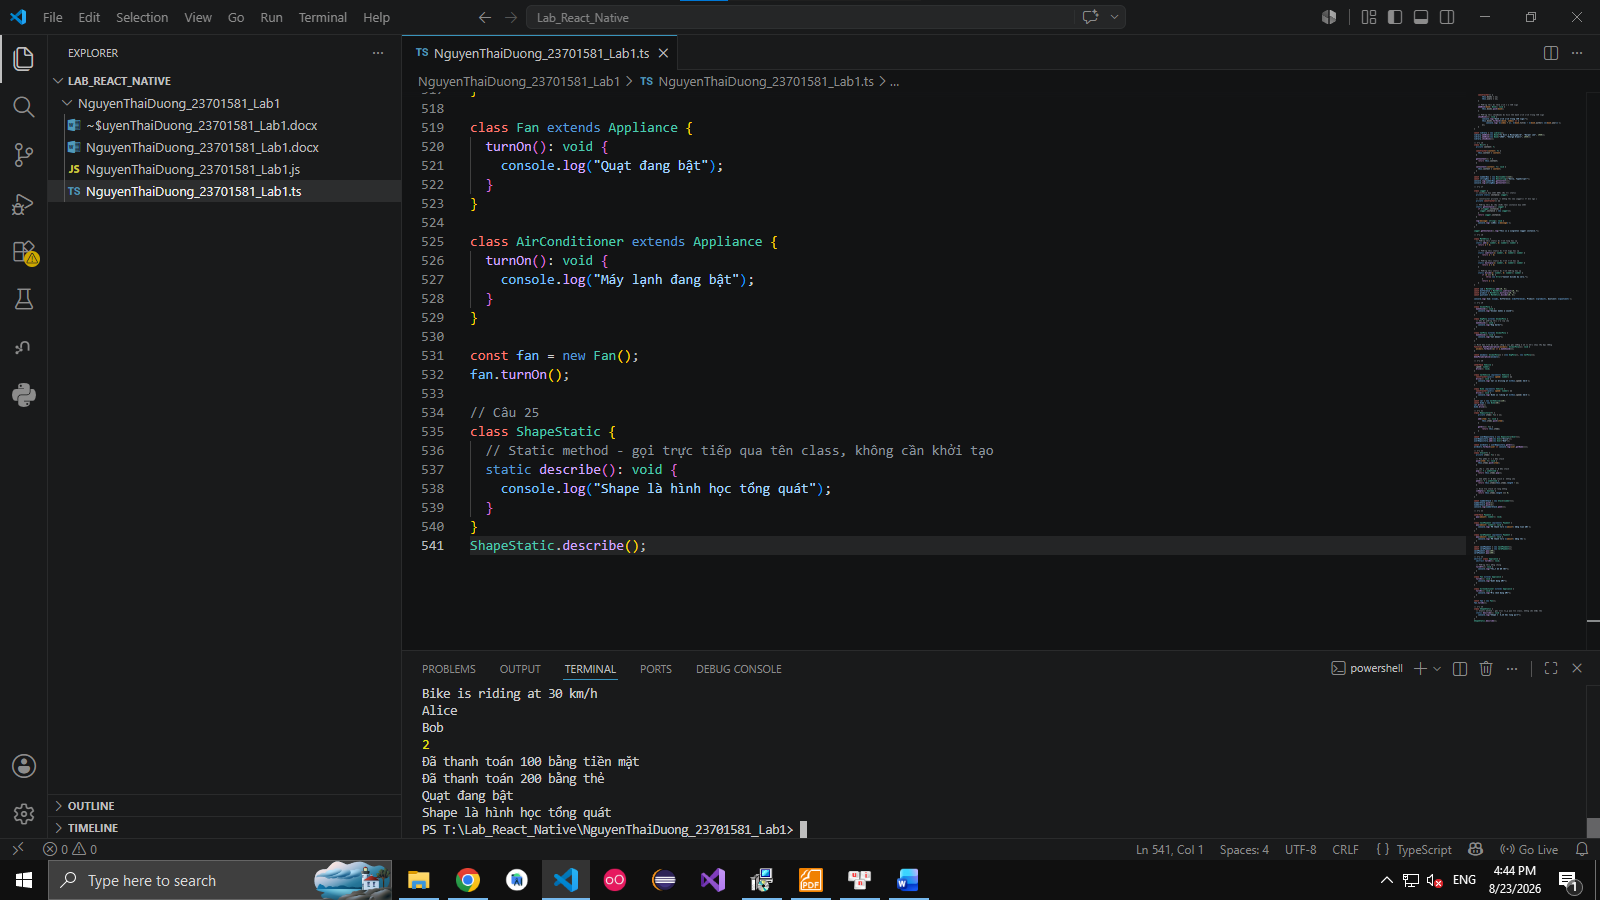 File Edit Selection View Go Run Terminal Help
Lab_React_Native
EXPLORER
LAB_REACT_NATIVE
NguyenThaiDuong_23701581_Lab1
~$uyenThaiDuong_23701581_Lab1.docx
NguyenThaiDuong_23701581_Lab1.docx
JS NguyenThaiDuong_23701581_Lab1.js
TS NguyenThaiDuong_23701581_Lab1.ts
OUTLINE
TIMELINE
TS NguyenThaiDuong_23701581_Lab1.ts
NguyenThaiDuong_23701581_Lab1 > TS NguyenThaiDuong_23701581_Lab1.ts > ...
517 }
518
519 class Fan extends Appliance {
520 turnOn(): void {
521 console.log("Quạt đang bật");
522 }
523 }
524
525 class AirConditioner extends Appliance {
526 turnOn(): void {
527 console.log("Máy lạnh đang bật");
528 }
529 }
530
531 const fan = new Fan();
532 fan.turnOn();
533
534 // Câu 25
535 class ShapeStatic {
536 // Static method - gọi trực tiếp qua tên class, không cần khởi tạo
537 static describe(): void {
538 console.log("Shape là hình học tổng quát");
539 }
540 }
541 ShapeStatic.describe();
PROBLEMS OUTPUT TERMINAL PORTS DEBUG CONSOLE
powershell
Bike is riding at 30 km/h
Alice
Bob
2
Đã thanh toán 100 bằng tiền mặt
Đã thanh toán 200 bằng thẻ
Quạt đang bật
Shape là hình học tổng quát
PS T:\Lab_React_Native\NguyenThaiDuong_23701581_Lab1>
0 0
Ln 541, Col 1 Spaces: 4 UTF-8 CRLF { } TypeScript Go Live
Type here to search
ENG
4:44 PM
8/23/2026
1